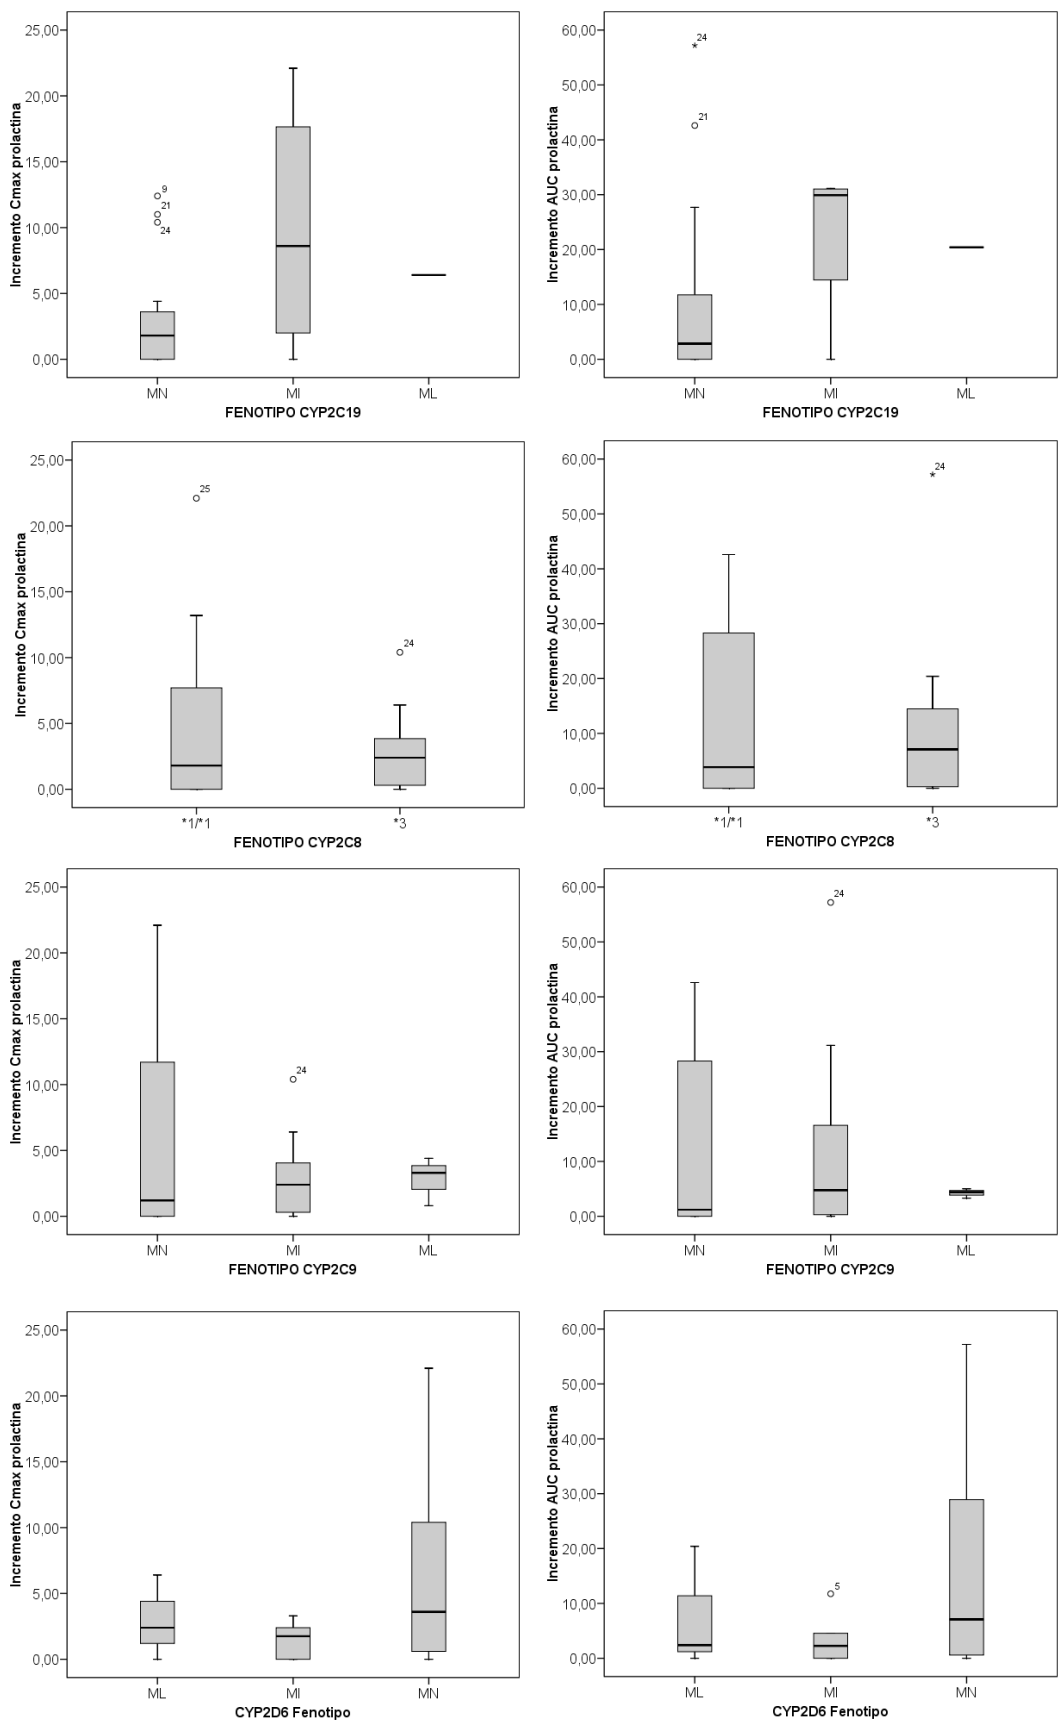 Incremento Cmax prolactina
25,00
20,00
15,00
10,00
5,00
0,00
9
21
24
MN MI ML
FENOTIPO CYP2C19
Incremento AUC prolactina
60,00
50,00
40,00
30,00
20,00
10,00
0,00
24
21
MN MI ML
FENOTIPO CYP2C19
Incremento Cmax prolactina
25,00
20,00
15,00
10,00
5,00
0,00
25
24
*1/*1 *3
FENOTIPO CYP2C8
Incremento AUC prolactina
60,00
50,00
40,00
30,00
20,00
10,00
0,00
24
*1/*1 *3
FENOTIPO CYP2C8
Incremento Cmax prolactina
25,00
20,00
15,00
10,00
5,00
0,00
24
MN MI ML
FENOTIPO CYP2C9
Incremento AUC prolactina
60,00
50,00
40,00
30,00
20,00
10,00
0,00
24
MN MI ML
FENOTIPO CYP2C9
Incremento Cmax prolactina
25,00
20,00
15,00
10,00
5,00
0,00
ML MI MN
CYP2D6 Fenotipo
Incremento AUC prolactina
60,00
50,00
40,00
30,00
20,00
10,00
0,00
5
ML MI MN
CYP2D6 Fenotipo